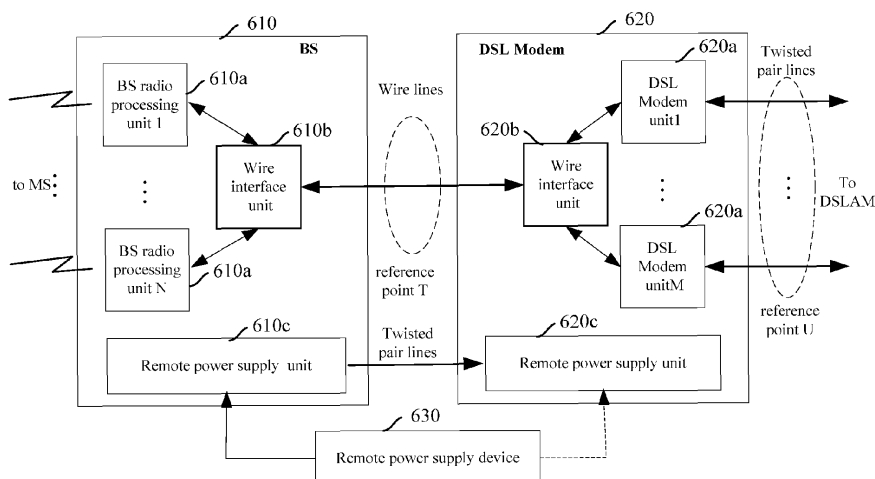 610
BS
BS radio
processing
unit 1
610a
610b
Wire
interface
unit
to MS
BS radio
processing
unit N
610a
610c
Remote power supply unit
Wire lines
reference
point T
Twisted
pair lines
620
DSL Modem
620a
DSL
Modem
unit1
620b
Wire
interface
unit
620a
DSL
Modem
unitM
620c
Remote power supply unit
Twisted
pair lines
To
DSLAM
reference
point U
630
Remote power supply device